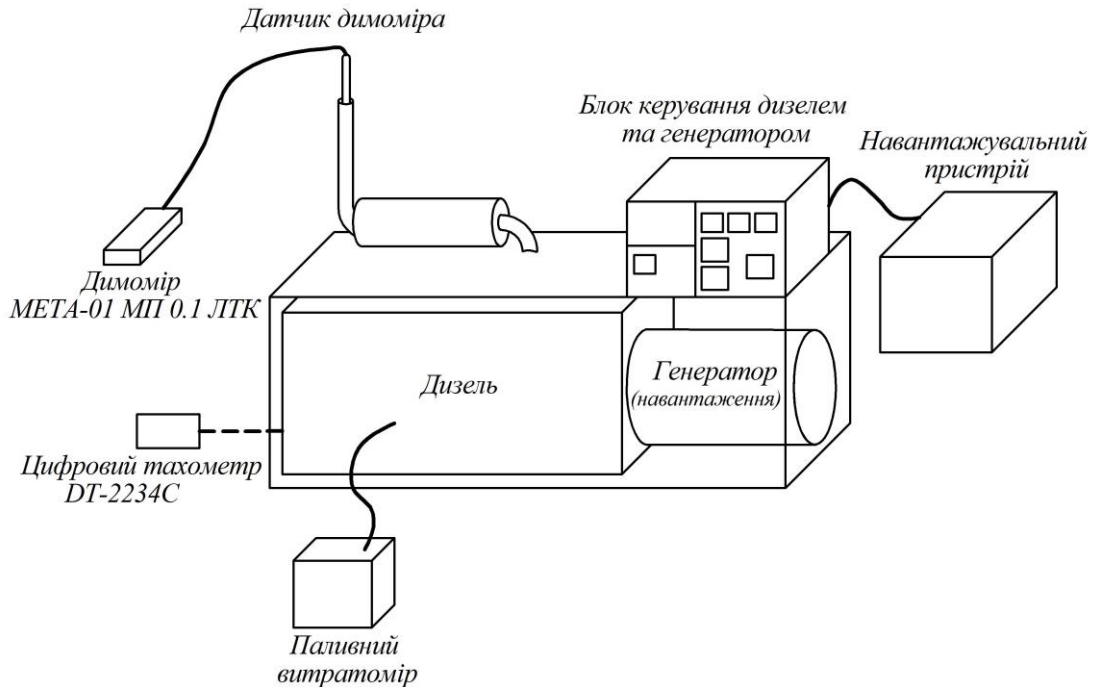 Датчик димоміра
Блок керування дизелем
та генератором
Навантажувальний
пристрій
Димомір
МЕТА-01 МП 0.1 ЛТК
Дизель
Генератор
(навантаження)
Цифровий тахометр
DT-2234C
Паливний
витратомір